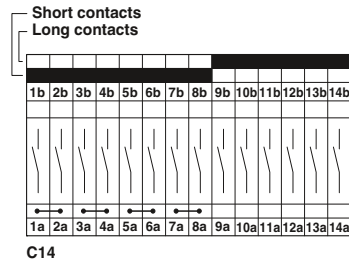 Short contacts
Long contacts
1b 2b 3b 4b 5b 6b 7b 8b 9b 10b 11b 12b 13b 14b
1a 2a 3a 4a 5a 6a 7a 8a 9a 10a 11a 12a 13a 14a
C14